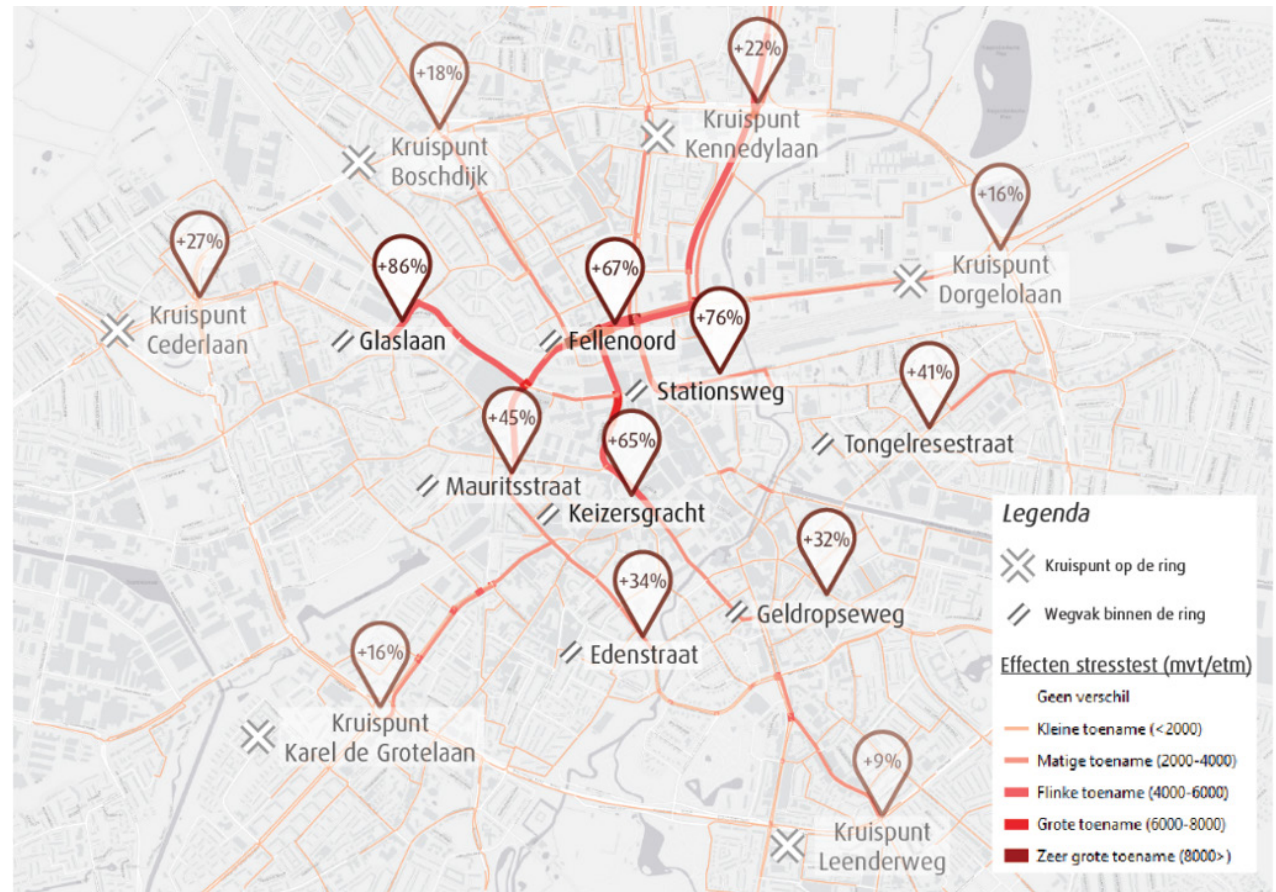 +22%
+18%
Kruispunt
Kennedylaan
Kruispunt
Boschdijk
+16%
+27%
+86%
+67%
Kruispunt
Dorgelolaan
+76%
Kruispunt
Cederlaan
Glaslaan
Fellenoord
Stationsweg
+41%
+45%
+65%
Tongelresestraat
Mauritsstraat
Keizersgracht
+32%
+34%
Geldropseweg
Edenstraat
+16%
Kruispunt
Karel de Grotelaan
+9%
Kruispunt
Leenderweg
Legenda
Kruispunt op de ring
Wegvak binnen de ring
Effecten stresstest (mvt/etm)
Geen verschil
Kleine toename (<2000)
Matige toename (2000-4000)
Flinke toename (4000-6000)
Grote toename (6000-8000)
Zeer grote toename (8000>)